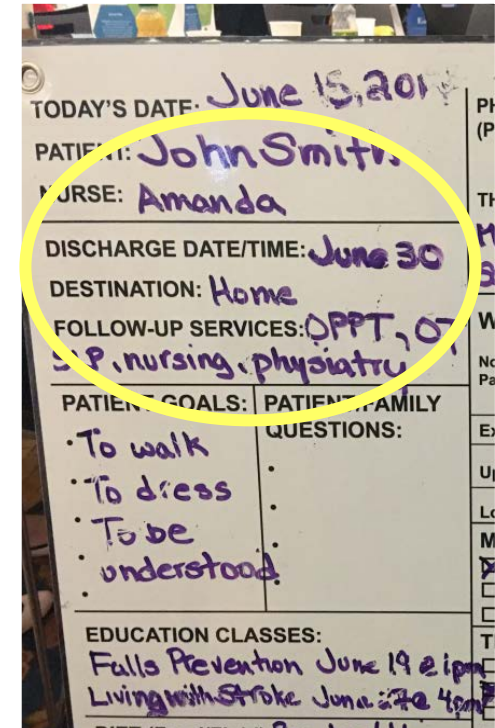 TODAY'S DATE: June 15, 201
PATIENT: John Smith
NURSE: Amanda
DISCHARGE DATE/TIME: June 30
DESTINATION: Home
FOLLOW-UP SERVICES: OPPT, OT
SLP, nursing, physiatry
PATIENT GOALS:
• To walk
• To dress
• To be
• understood
•
PATIENT/FAMILY
QUESTIONS:
•
•
•
•
EDUCATION CLASSES:
Falls Prevention June 19 @ 1pm
Living with Stroke June @ 4pm